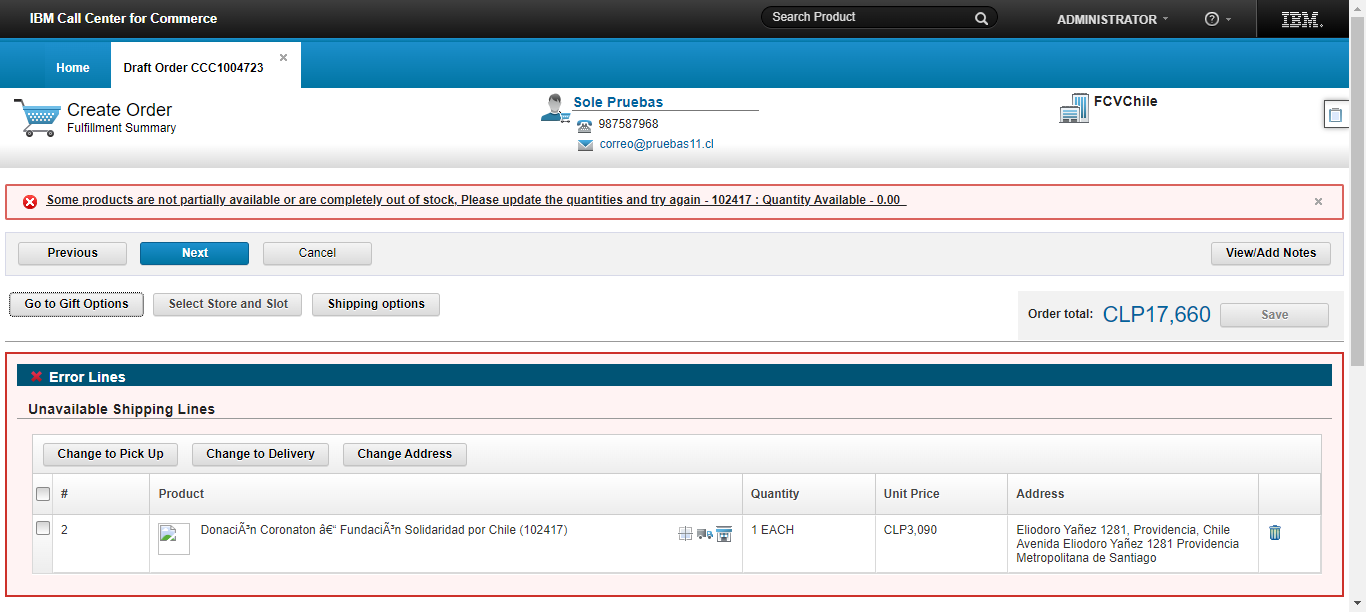 IBM Call Center for Commerce
Search Product
ADMINISTRATOR
?
IBM.
Home
Draft Order CCC1004723
Create Order
Fulfillment Summary
Sole Pruebas
987587968
correo@pruebas11.cl
FCVChile
Some products are not partially available or are completely out of stock, Please update the quantities and try again - 102417 : Quantity Available - 0.00
Previous
Next
Cancel
View/Add Notes
Go to Gift Options
Select Store and Slot
Shipping options
Order total: CLP17,660
Save
Error Lines
Unavailable Shipping Lines
Change to Pick Up
Change to Delivery
Change Address
# Product Quantity Unit Price Address
2 DonaciÃ³n Coronaton â€“ FundaciÃ³n Solidaridad por Chile (102417) 1 EACH CLP3,090 Eliodoro Yañez 1281, Providencia, Chile
Avenida Eliodoro Yañez 1281 Providencia
Metropolitana de Santiago